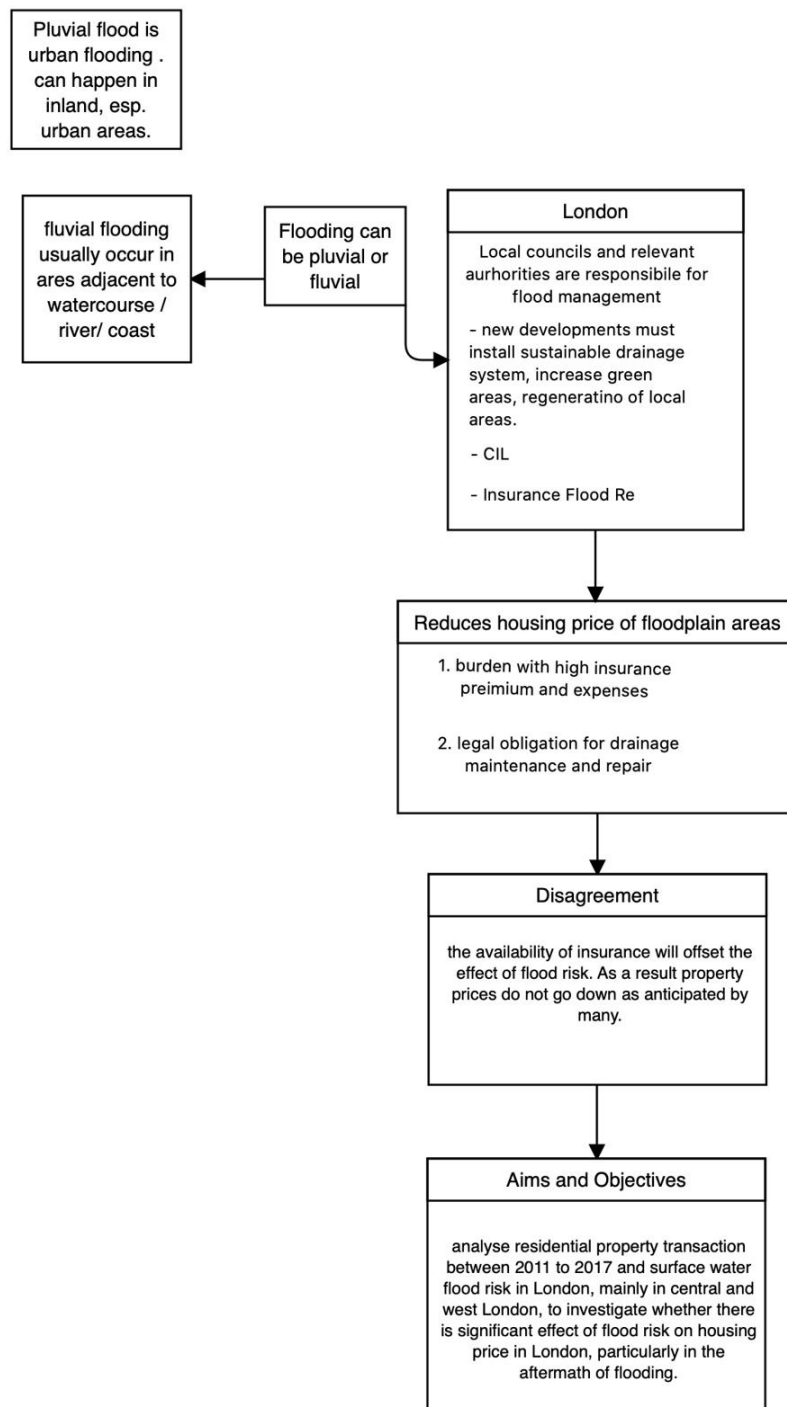 Pluvial flood is
urban flooding .
can happen in
inland, esp.
urban areas.
fluvial flooding
usually occur in
ares adjacent to
watercourse /
river/ coast
Flooding can
be pluvial or
fluvial
London
Local councils and relevant
aurhorities are responsibile for
flood management
- new developments must
install sustainable drainage
system, increase green
areas, regeneratino of local
areas.
- CIL
- Insurance Flood Re
Reduces housing price of floodplain areas
1. burden with high insurance
preimium and expenses
2. legal obligation for drainage
maintenance and repair
Disagreement
the availability of insurance will offset the
effect of flood risk. As a result property
prices do not go down as anticipated by
many.
Aims and Objectives
analyse residential property transaction
between 2011 to 2017 and surface water
flood risk in London, mainly in central and
west London, to investigate whether there
is significant effect of flood risk on housing
price in London, particularly in the
aftermath of flooding.